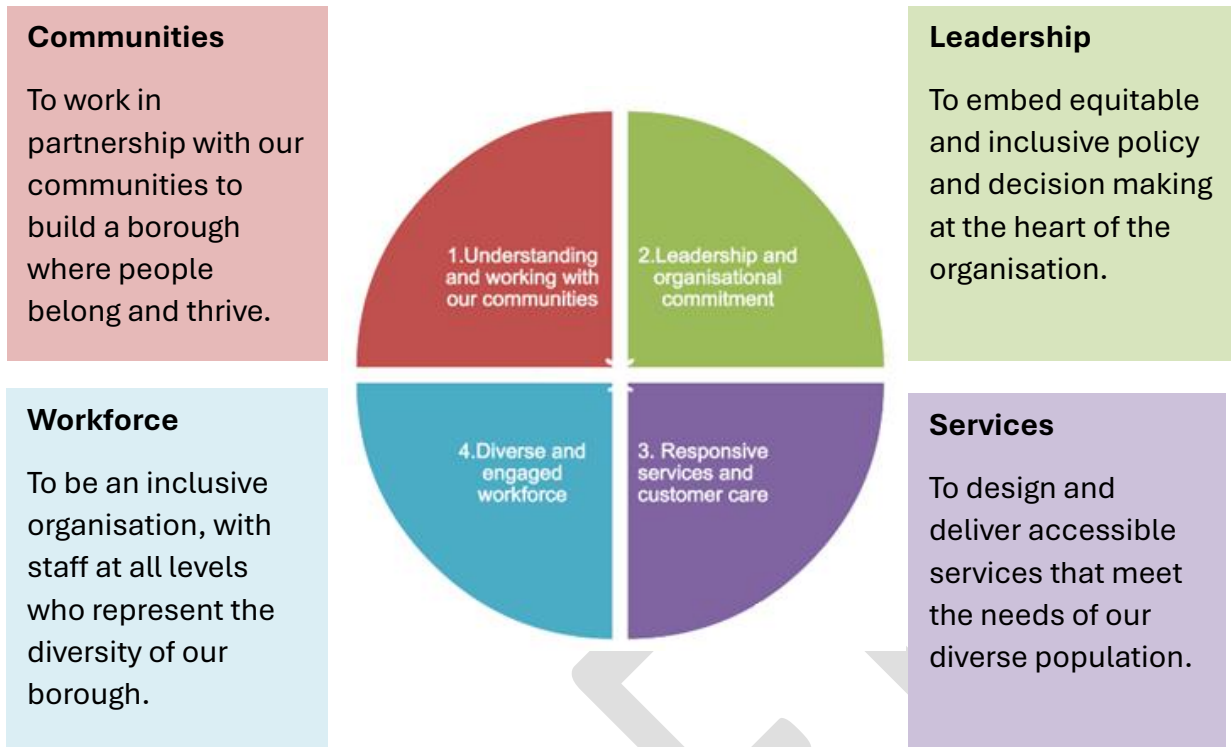 Communities
To work in
partnership with our
communities to
build a borough
where people
belong and thrive.
1.Understanding
and working with
our communities
2.Leadership and
organisational
commitment
Leadership
To embed equitable
and inclusive policy
and decision making
at the heart of the
organisation.
Workforce
To be an inclusive
organisation, with
staff at all levels
who represent the
diversity of our
borough.
4.Diverse and
engaged
workforce
3. Responsive
services and
customer care
Services
To design and
deliver accessible
services that meet
the needs of our
diverse population.